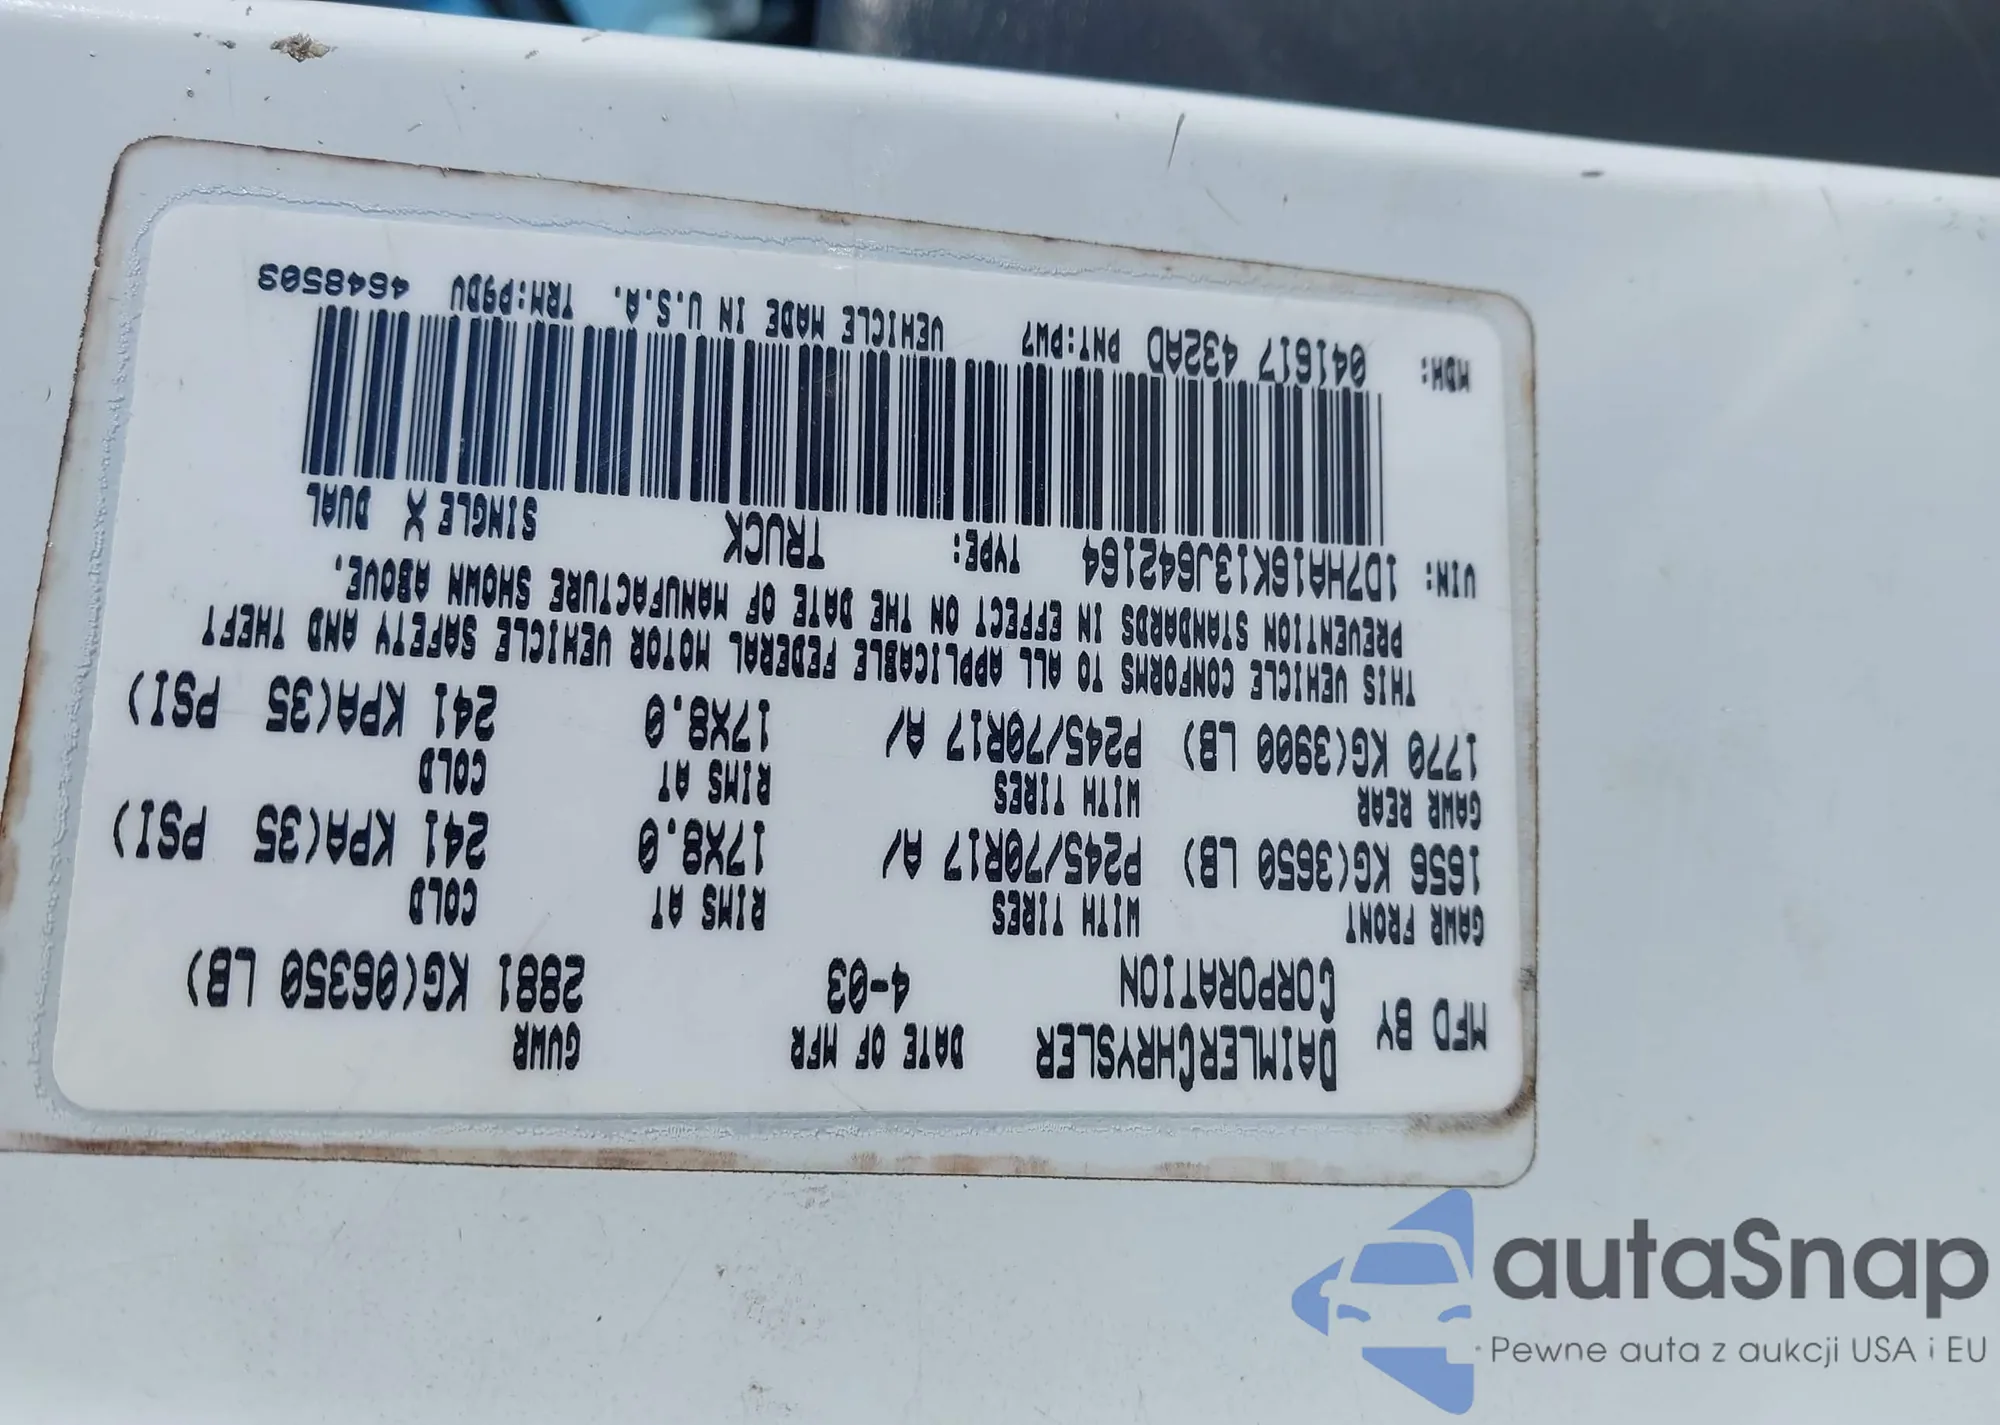 MFD BY DAIMLERCHRYSLER CORPORATION DATE OF MFR 4-03 GVWR 2881 KG(06350 LB)
GAWR FRONT WITH TIRES RIMS AT COLD
1656 KG(3650 LB) P245/70R17 A/ 17X8.0 241 KPA(35 PSI)
GAWR REAR WITH TIRES RIMS AT COLD
1770 KG(3900 LB) P245/70R17 A/ 17X8.0 241 KPA(35 PSI)
THIS VEHICLE CONFORMS TO ALL APPLICABLE FEDERAL MOTOR VEHICLE SAFETY AND THEFT
PREVENTION STANDARDS IN EFFECT ON THE DATE OF MANUFACTURE SHOWN ABOVE.
VIN: 1D7HA16K13J642164 TYPE: TRUCK SINGLE X DUAL
MDH: 041617 432AD PNT:PW7 VEHICLE MADE IN U.S.A. TRM:P9DV 4648503
autaSnap
Pewne auta z aukcji USA i EU